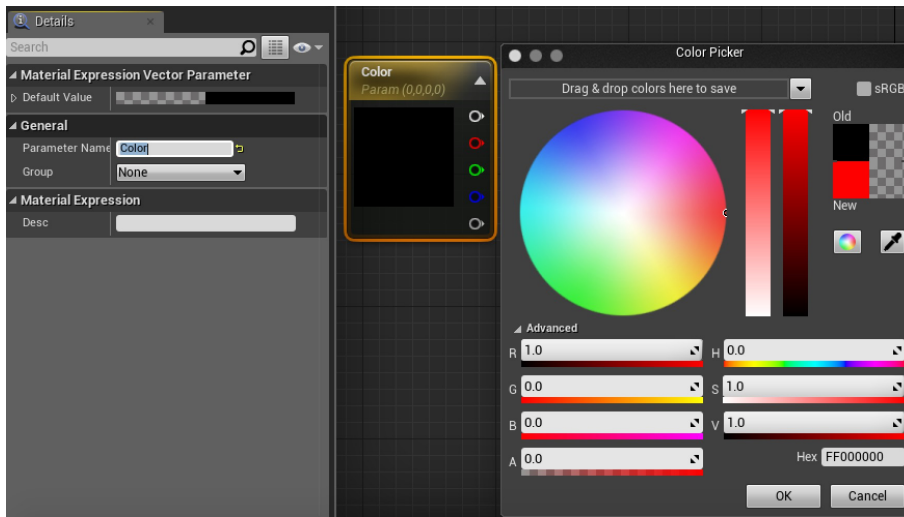 Details
Search
Material Expression Vector Parameter
Default Value
General
Parameter Name Color
Group None
Material Expression
Desc
Color
Param (0,0,0,0)
Color Picker
Drag & drop colors here to save
sRGB
Old
New
Advanced
R 1.0 H 0.0
G 0.0 S 1.0
B 0.0 V 1.0
A 0.0 Hex FF000000
OK Cancel